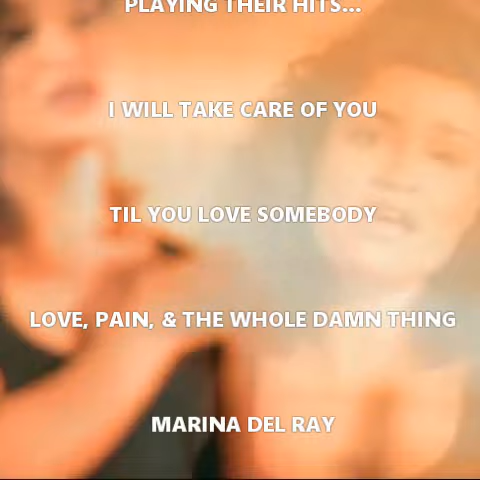 PLAYING THEIR HITS...
I WILL TAKE CARE OF YOU
TIL YOU LOVE SOMEBODY
LOVE, PAIN, & THE WHOLE DAMN THING
MARINA DEL RAY